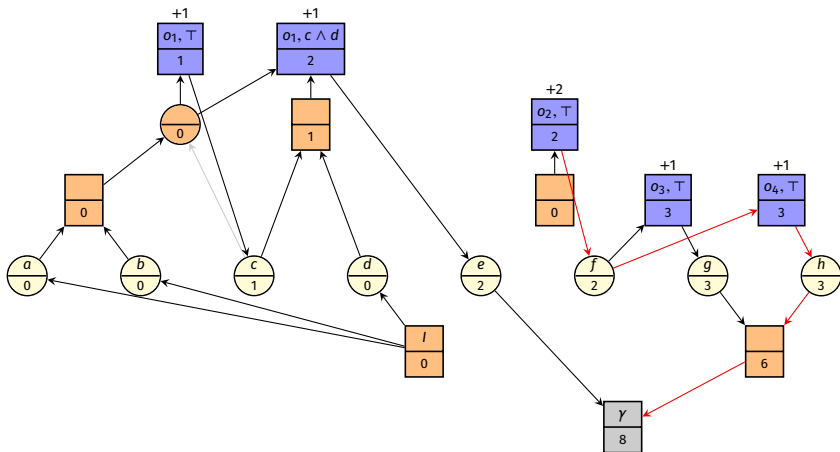 +1 +1
o₁, ⊤ o₁, c ∧ d
1 2
+2
o₂, ⊤
0 1 2
+1 +1
o₃, ⊤ o₄, ⊤
0 0 3 3
a b c d e f g h
0 0 1 0 2 2 3 3
I
0 6
γ
8